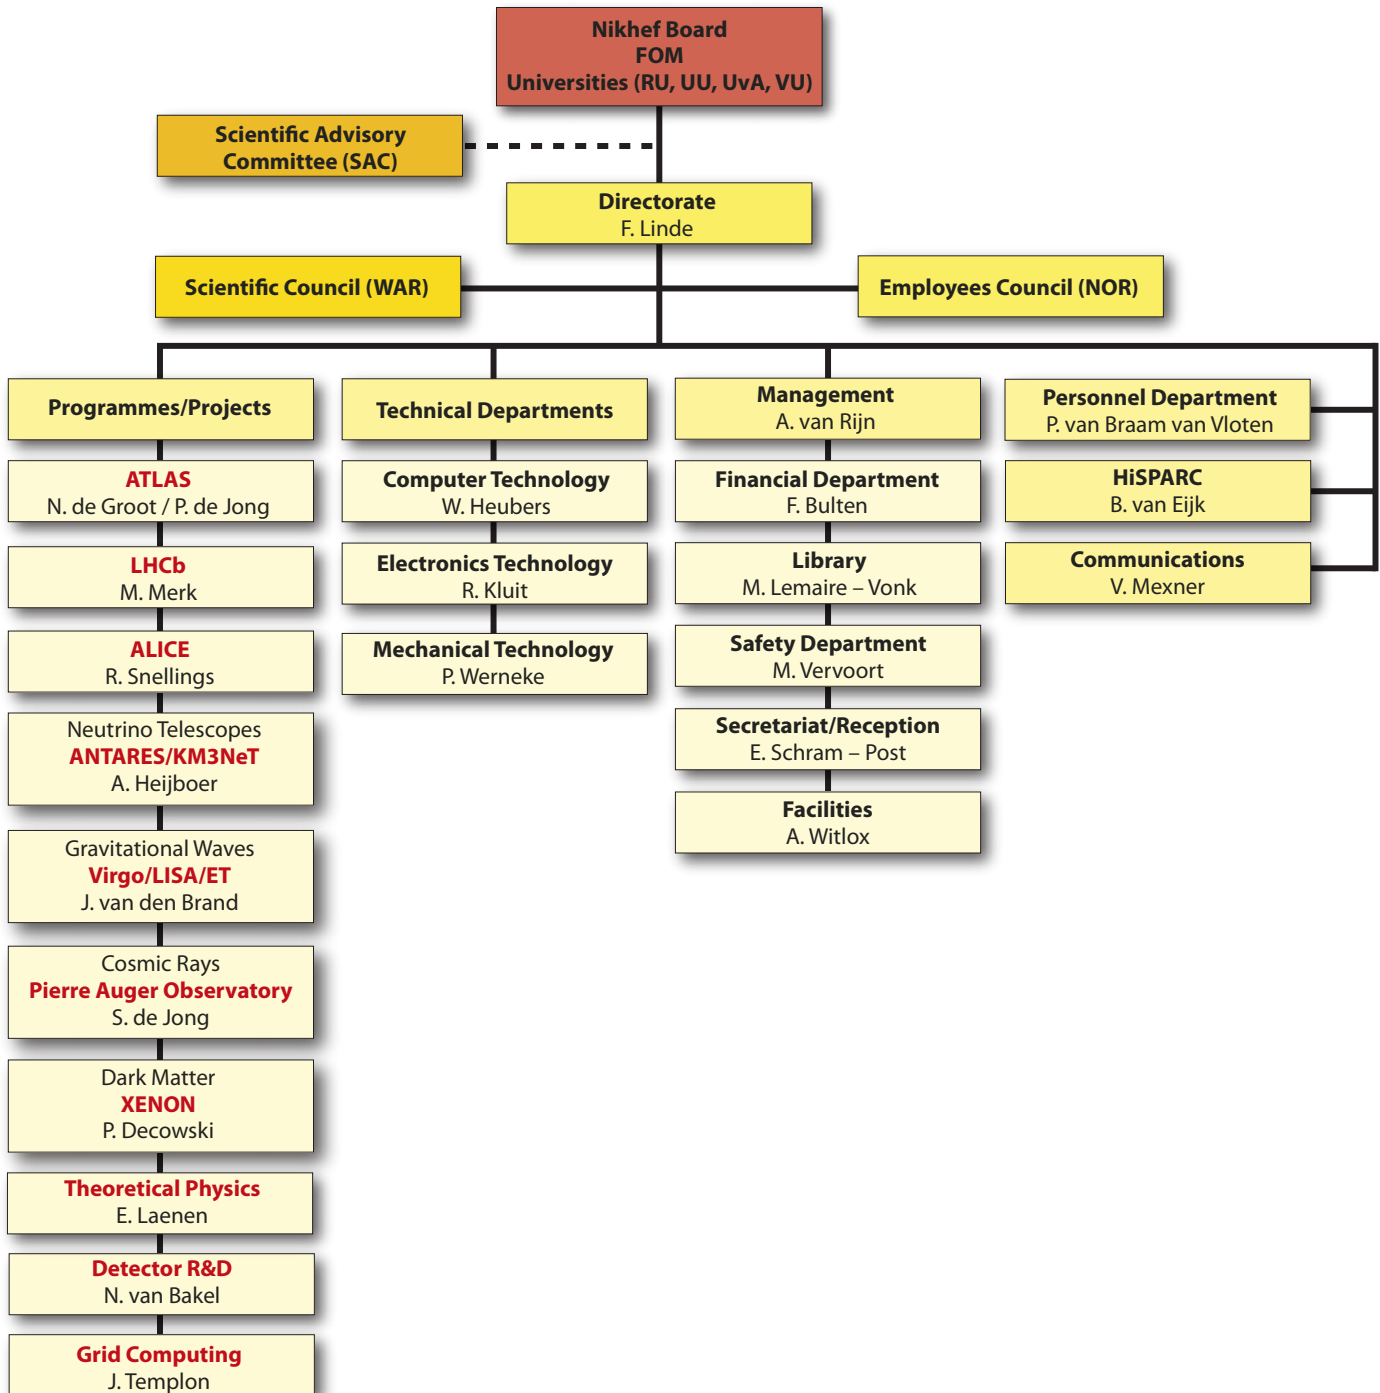 Nikhef Board
FOM
Universities (RU, UU, UvA, VU)
Scientific Advisory
Committee (SAC)
Directorate
F. Linde
Scientific Council (WAR)
Employees Council (NOR)
Programmes/Projects
ATLAS
N. de Groot / P. de Jong
LHCb
M. Merk
ALICE
R. Snellings
Neutrino Telescopes
ANTARES/KM3NeT
A. Heijboer
Gravitational Waves
Virgo/LISA/ET
J. van den Brand
Cosmic Rays
Pierre Auger Observatory
S. de Jong
Dark Matter
XENON
P. Decowski
Theoretical Physics
E. Laenen
Detector R&D
N. van Bakel
Grid Computing
J. Templon
Technical Departments
Computer Technology
W. Heubers
Electronics Technology
R. Kluit
Mechanical Technology
P. Werneke
Management
A. van Rijn
Financial Department
F. Bulten
Library
M. Lemaire – Vonk
Safety Department
M. Vervoort
Secretariat/Reception
E. Schram – Post
Facilities
A. Witlox
Personnel Department
P. van Braam van Vloten
HiSPARC
B. van Eijk
Communications
V. Mexner